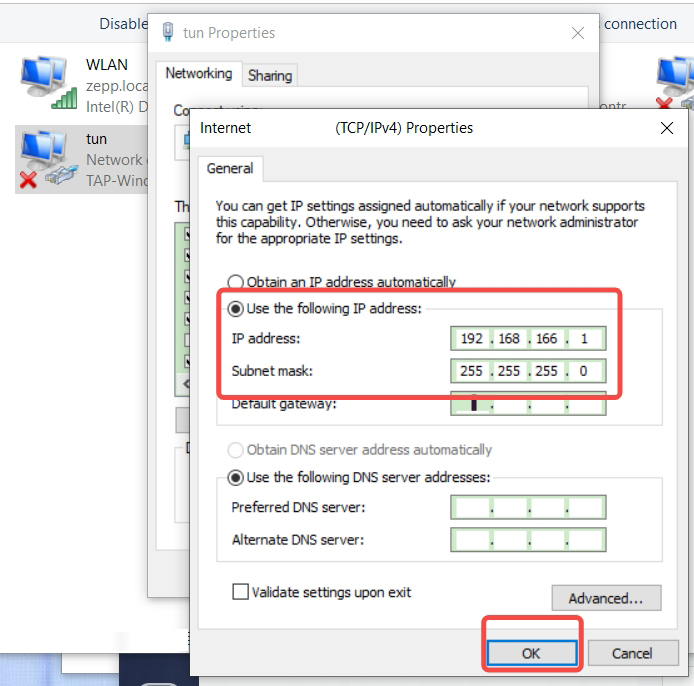 Disable
connection
tun Properties
WLAN
zepp.loca
Intel(R) D
Networking
Sharing
tun
Network
TAP-Wind
Internet (TCP/IPv4) Properties
General
You can get IP settings assigned automatically if your network supports
this capability. Otherwise, you need to ask your network administrator
for the appropriate IP settings.
Obtain an IP address automatically
Use the following IP address:
IP address: 192 . 168 . 166 . 1
Subnet mask: 255 . 255 . 255 . 0
Default gateway: . . .
Obtain DNS server address automatically
Use the following DNS server addresses:
Preferred DNS server: . . .
Alternate DNS server: . . .
Validate settings upon exit
Advanced...
OK
Cancel